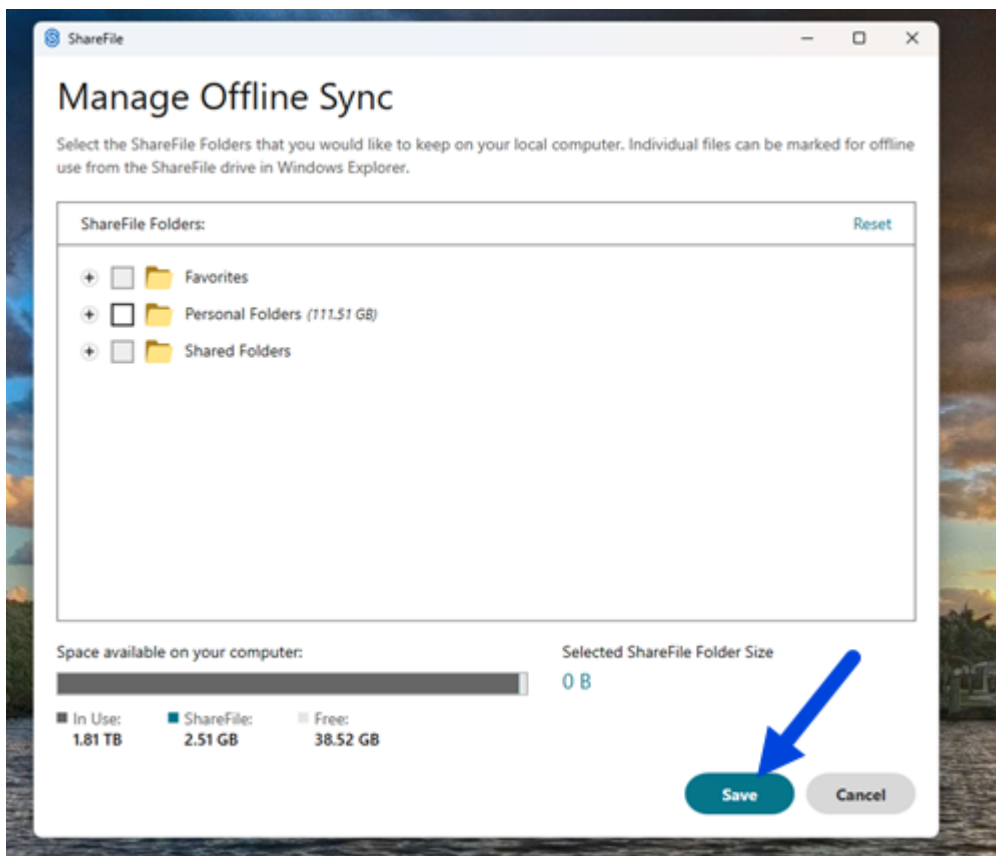 ShareFile
Manage Offline Sync
Select the ShareFile Folders that you would like to keep on your local computer. Individual files can be marked for offline
use from the ShareFile drive in Windows Explorer.
ShareFile Folders:
Reset
Favorites
Personal Folders (111.51 GB)
Shared Folders
Space available on your computer:
In Use:
1.81 TB
ShareFile:
2.51 GB
Free:
38.52 GB
Selected ShareFile Folder Size
0 B
Save
Cancel